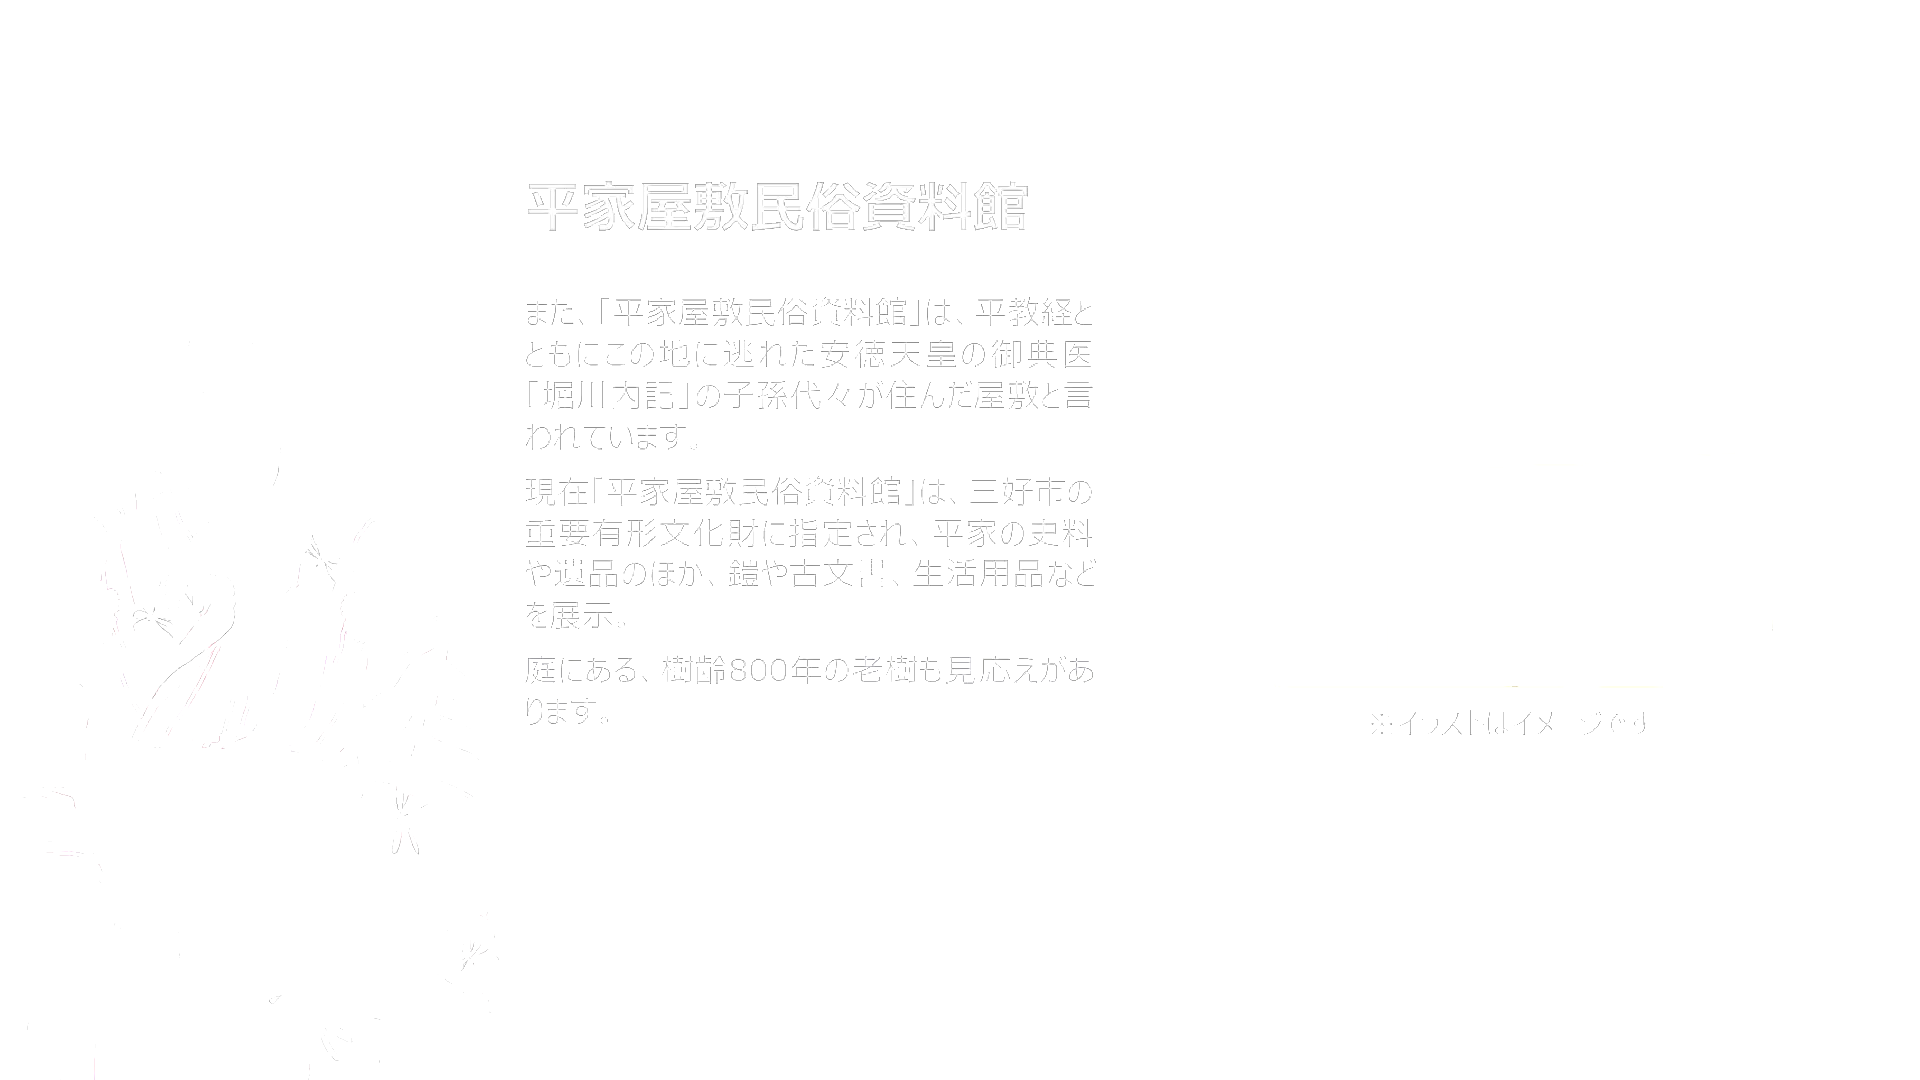 平家屋敷民俗資料館
また、「平家屋敷民俗資料館」は、平教経と
ともにこの地に逃れた安徳天皇の御典医
「堀川内記」の子孫代々が住んだ屋敷と言
われています。
現在「平家屋敷民俗資料館」は、三好市の
重要有形文化財に指定され、平家の史料
や遺品のほか、鎧や古文書、生活用品など
を展示。
庭にある、樹齢800年の老樹も見応えがあ
ります。
※イラストはイメージです